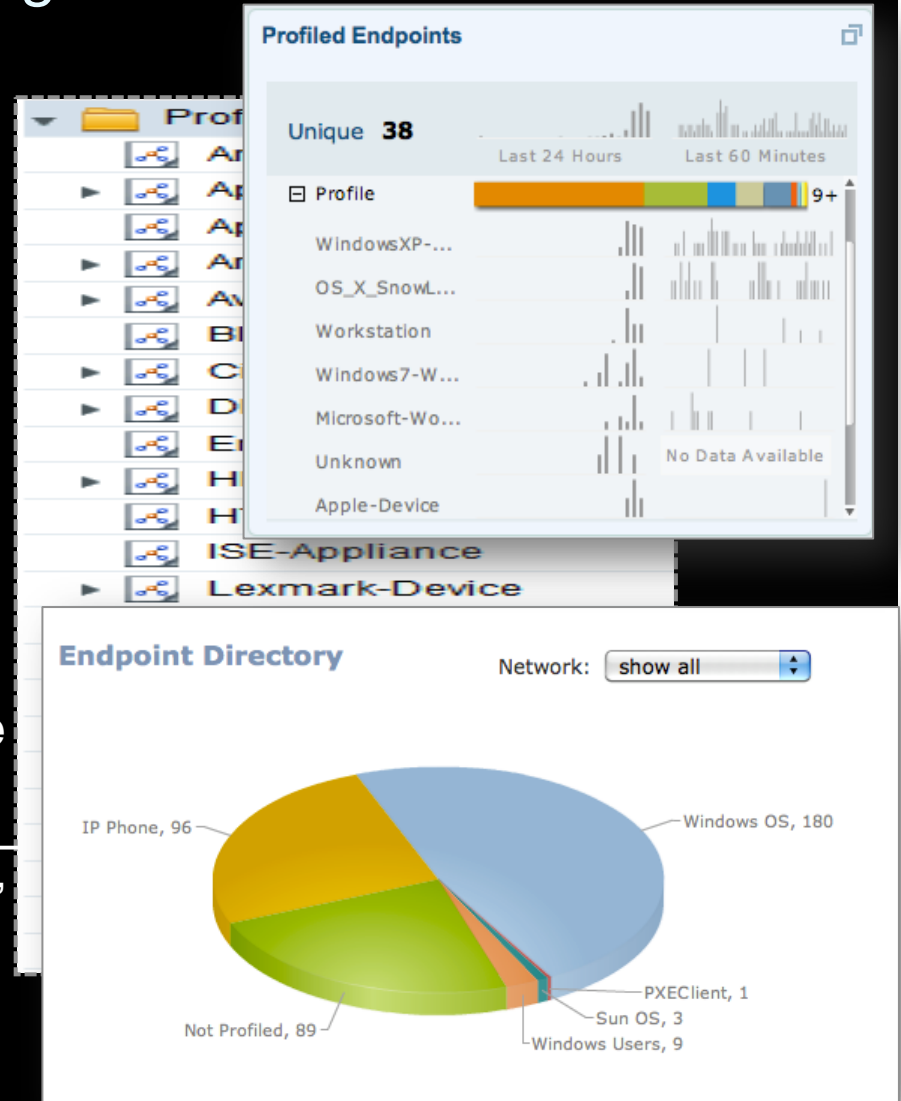 Profiled Endpoints
Unique 38
Last 24 Hours Last 60 Minutes
Profile 9+
WindowsXP-...
OS_X_SnowL...
Workstation
Windows7-W...
Microsoft-Wo...
Unknown No Data Available
Apple-Device
ISE-Appliance
Lexmark-Device
Endpoint Directory
Network: show all
IP Phone, 96
Windows OS, 180
PXEClient, 1
Sun OS, 3
Windows Users, 9
Not Profiled, 89